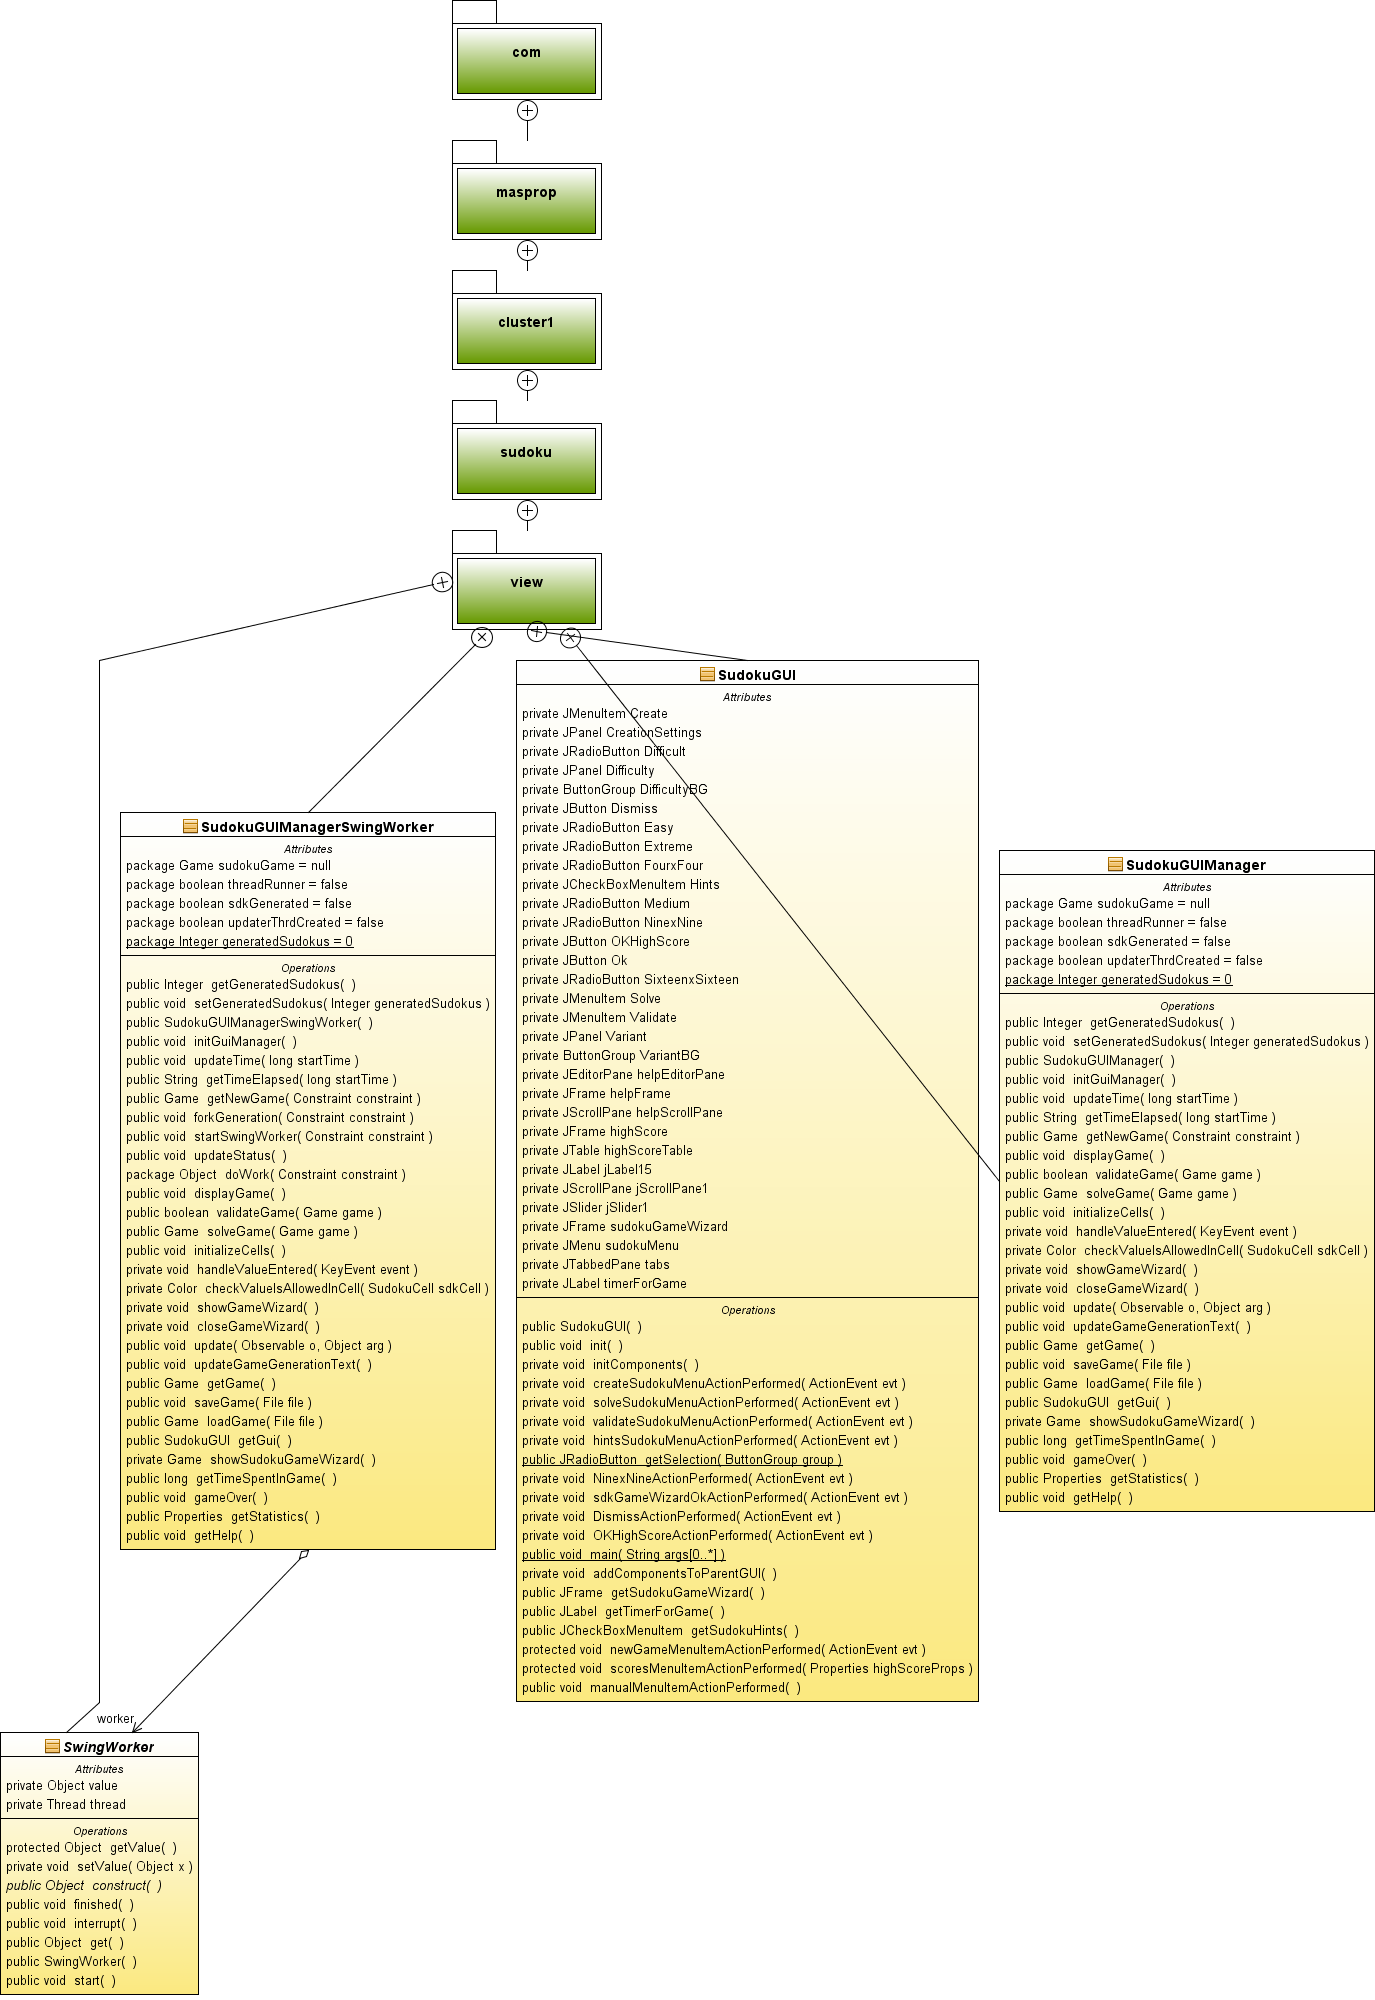 com
masprop
cluster1
sudoku
view
SudokuGUIManagerSwingWorker
Attributes
package Game sudokuGame = null
package boolean threadRunner = false
package boolean sdkGenerated = false
package boolean updaterThrdCreated = false
package Integer generatedSudokus = 0
Operations
public Integer getGeneratedSudokus( )
public void setGeneratedSudokus( Integer generatedSudokus )
public SudokuGUIManagerSwingWorker( )
public void initGuiManager( )
public void updateTime( long startTime )
public String getTimeElapsed( long startTime )
public Game getNewGame( Constraint constraint )
public void forkGeneration( Constraint constraint )
public void startSwingWorker( Constraint constraint )
public void updateStatus( )
package Object doWork( Constraint constraint )
public void displayGame( )
public boolean validateGame( Game game )
public Game solveGame( Game game )
public void initializeCells( )
private void handleValueEntered( KeyEvent event )
private Color checkValueIsAllowedInCell( SudokuCell sdkCell )
private void showGameWizard( )
private void closeGameWizard( )
public void update( Observable o, Object arg )
public void updateGameGenerationText( )
public Game getGame( )
public void saveGame( File file )
public Game loadGame( File file )
public SudokuGUI getGui( )
private Game showSudokuGameWizard( )
public long getTimeSpentInGame( )
public void gameOver( )
public Properties getStatistics( )
public void getHelp( )
SudokuGUI
Attributes
private JMenuItem Create
private JPanel CreationSettings
private JRadioButton Difficult
private JPanel Difficulty
private ButtonGroup DifficultyBG
private JButton Dismiss
private JRadioButton Easy
private JRadioButton Extreme
private JRadioButton FourxFour
private JCheckBoxMenuItem Hints
private JRadioButton Medium
private JRadioButton NinexNine
private JButton OKHighScore
private JButton Ok
private JRadioButton SixteenxSixteen
private JMenuItem Solve
private JMenuItem Validate
private JPanel Variant
private ButtonGroup VariantBG
private JEditorPane helpEditorPane
private JFrame helpFrame
private JScrollPane helpScrollPane
private JFrame highScore
private JTable highScoreTable
private JLabel jLabel15
private JScrollPane jScrollPane1
private JSlider jSlider1
private JFrame sudokuGameWizard
private JMenu sudokuMenu
private JTabbedPane tabs
private JLabel timerForGame
Operations
public SudokuGUI( )
public void init( )
private void initComponents( )
private void createSudokuMenuActionPerformed( ActionEvent evt )
private void solveSudokuMenuActionPerformed( ActionEvent evt )
private void validateSudokuMenuActionPerformed( ActionEvent evt )
private void hintsSudokuMenuActionPerformed( ActionEvent evt )
public JRadioButton getSelection( ButtonGroup group )
private void NinexNineActionPerformed( ActionEvent evt )
private void sdkGameWizardOkActionPerformed( ActionEvent evt )
private void DismissActionPerformed( ActionEvent evt )
private void OKHighScoreActionPerformed( ActionEvent evt )
public void main( String args[0..*] )
private void addComponentsToParentGUI( )
public JFrame getSudokuGameWizard( )
public JLabel getTimerForGame( )
public JCheckBoxMenuItem getSudokuHints( )
protected void newGameMenuItemActionPerformed( ActionEvent evt )
protected void scoresMenuItemActionPerformed( Properties highScoreProps )
public void manualMenuItemActionPerformed( )
SudokuGUIManager
Attributes
package Game sudokuGame = null
package boolean threadRunner = false
package boolean sdkGenerated = false
package boolean updaterThrdCreated = false
package Integer generatedSudokus = 0
Operations
public Integer getGeneratedSudokus( )
public void setGeneratedSudokus( Integer generatedSudokus )
public SudokuGUIManager( )
public void initGuiManager( )
public void updateTime( long startTime )
public String getTimeElapsed( long startTime )
public Game getNewGame( Constraint constraint )
public void displayGame( )
public boolean validateGame( Game game )
public Game solveGame( Game game )
public void initializeCells( )
private void handleValueEntered( KeyEvent event )
private Color checkValueIsAllowedInCell( SudokuCell sdkCell )
private void showGameWizard( )
private void closeGameWizard( )
public void update( Observable o, Object arg )
public void updateGameGenerationText( )
public Game getGame( )
public void saveGame( File file )
public Game loadGame( File file )
public SudokuGUI getGui( )
private Game showSudokuGameWizard( )
public long getTimeSpentInGame( )
public void gameOver( )
public Properties getStatistics( )
public void getHelp( )
worker
SwingWorker
Attributes
private Object value
private Thread thread
Operations
protected Object getValue( )
private void setValue( Object x )
public Object construct( )
public void finished( )
public void interrupt( )
public Object get( )
public SwingWorker( )
public void start( )